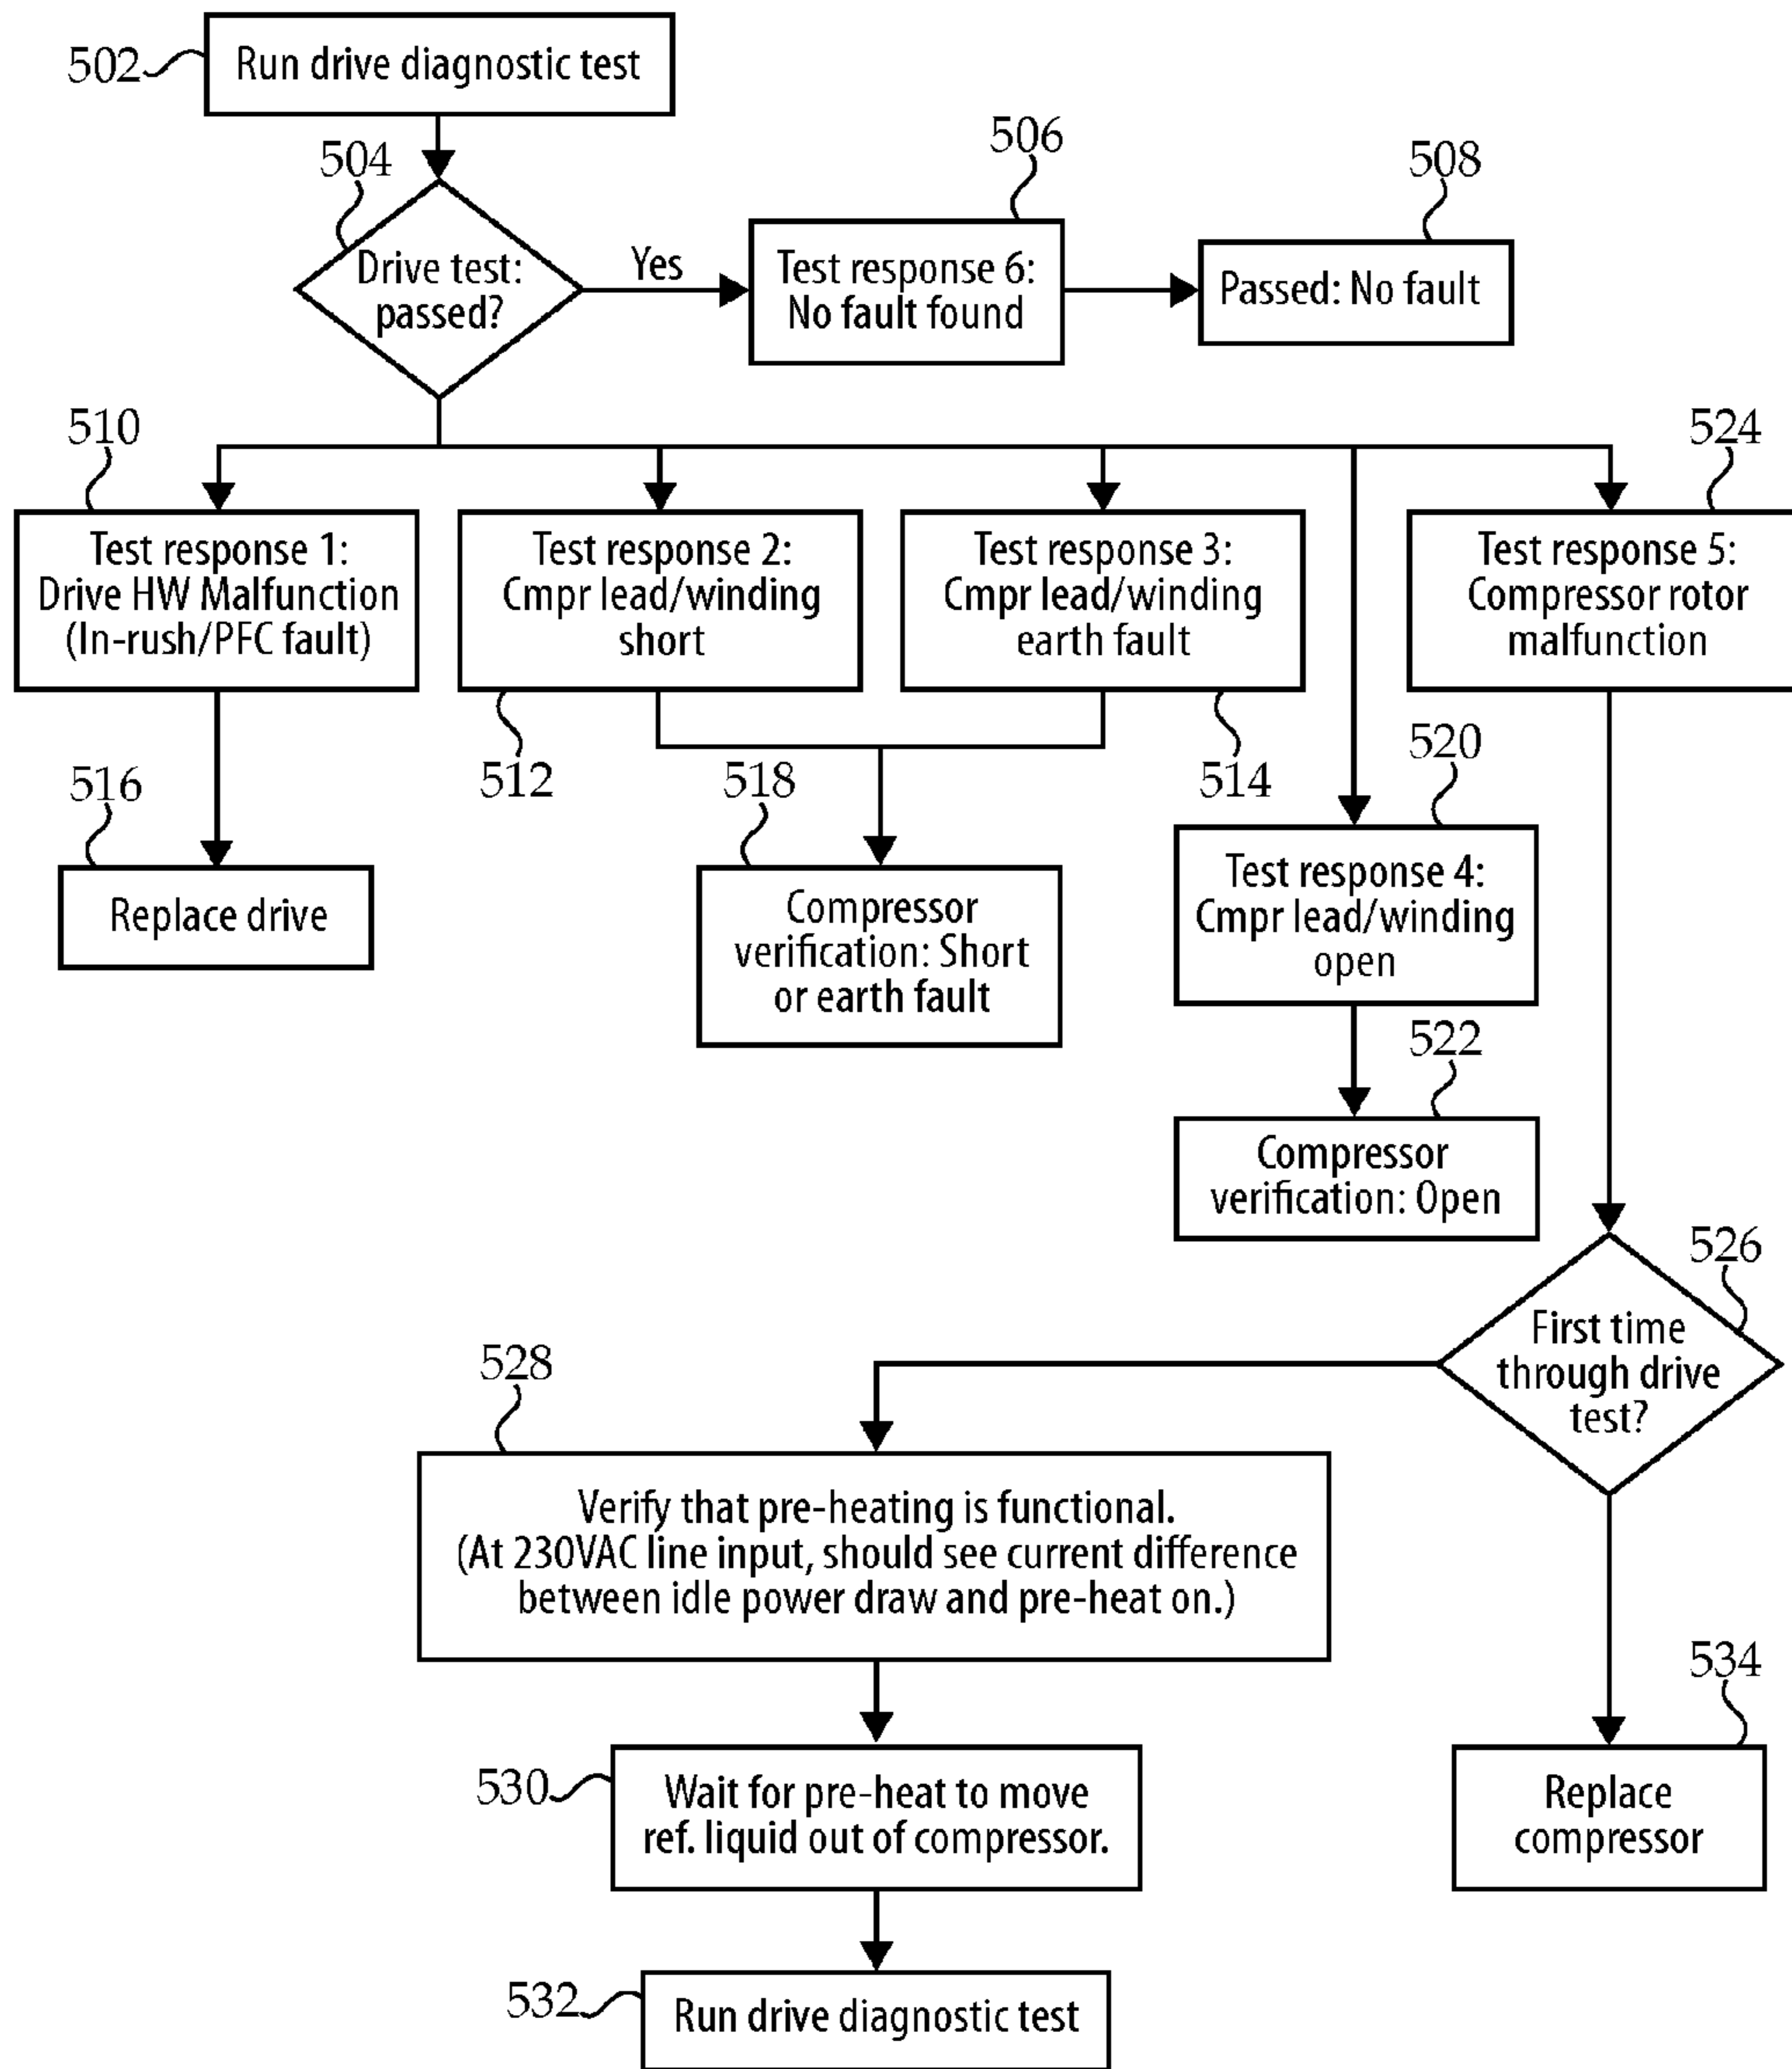 502
Run drive diagnostic test
504
Drive test:
passed?
Yes
506
Test response 6:
No fault found
508
Passed: No fault
510
Test response 1:
Drive HW Malfunction
(In-rush/PFC fault)
Test response 2:
Cmpr lead/winding
short
512
Test response 3:
Cmpr lead/winding
earth fault
514
524
Test response 5:
Compressor rotor
malfunction
516
Replace drive
518
Compressor
verification: Short
or earth fault
520
Test response 4:
Cmpr lead/winding
open
522
Compressor
verification: Open
526
First time
through drive
test?
528
Verify that pre-heating is functional.
(At 230VAC line input, should see current difference
between idle power draw and pre-heat on.)
530
Wait for pre-heat to move
ref. liquid out of compressor.
534
Replace
compressor
532
Run drive diagnostic test